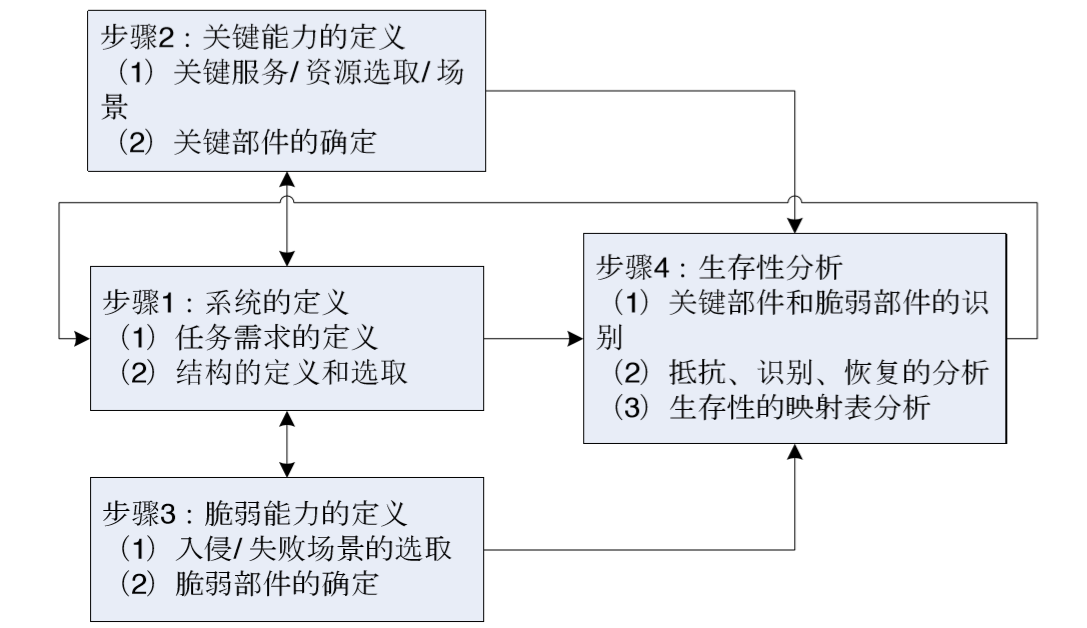 步骤2：关键能力的定义
（1）关键服务/ 资源选取/ 场
景
（2）关键部件的确定
步骤1：系统的定义
（1）任务需求的定义
（2）结构的定义和选取
步骤3：脆弱能力的定义
（1）入侵/ 失败场景的选取
（2）脆弱部件的确定
步骤4：生存性分析
（1）关键部件和脆弱部件的识
别
（2）抵抗、识别、恢复的分析
（3）生存性的映射表分析